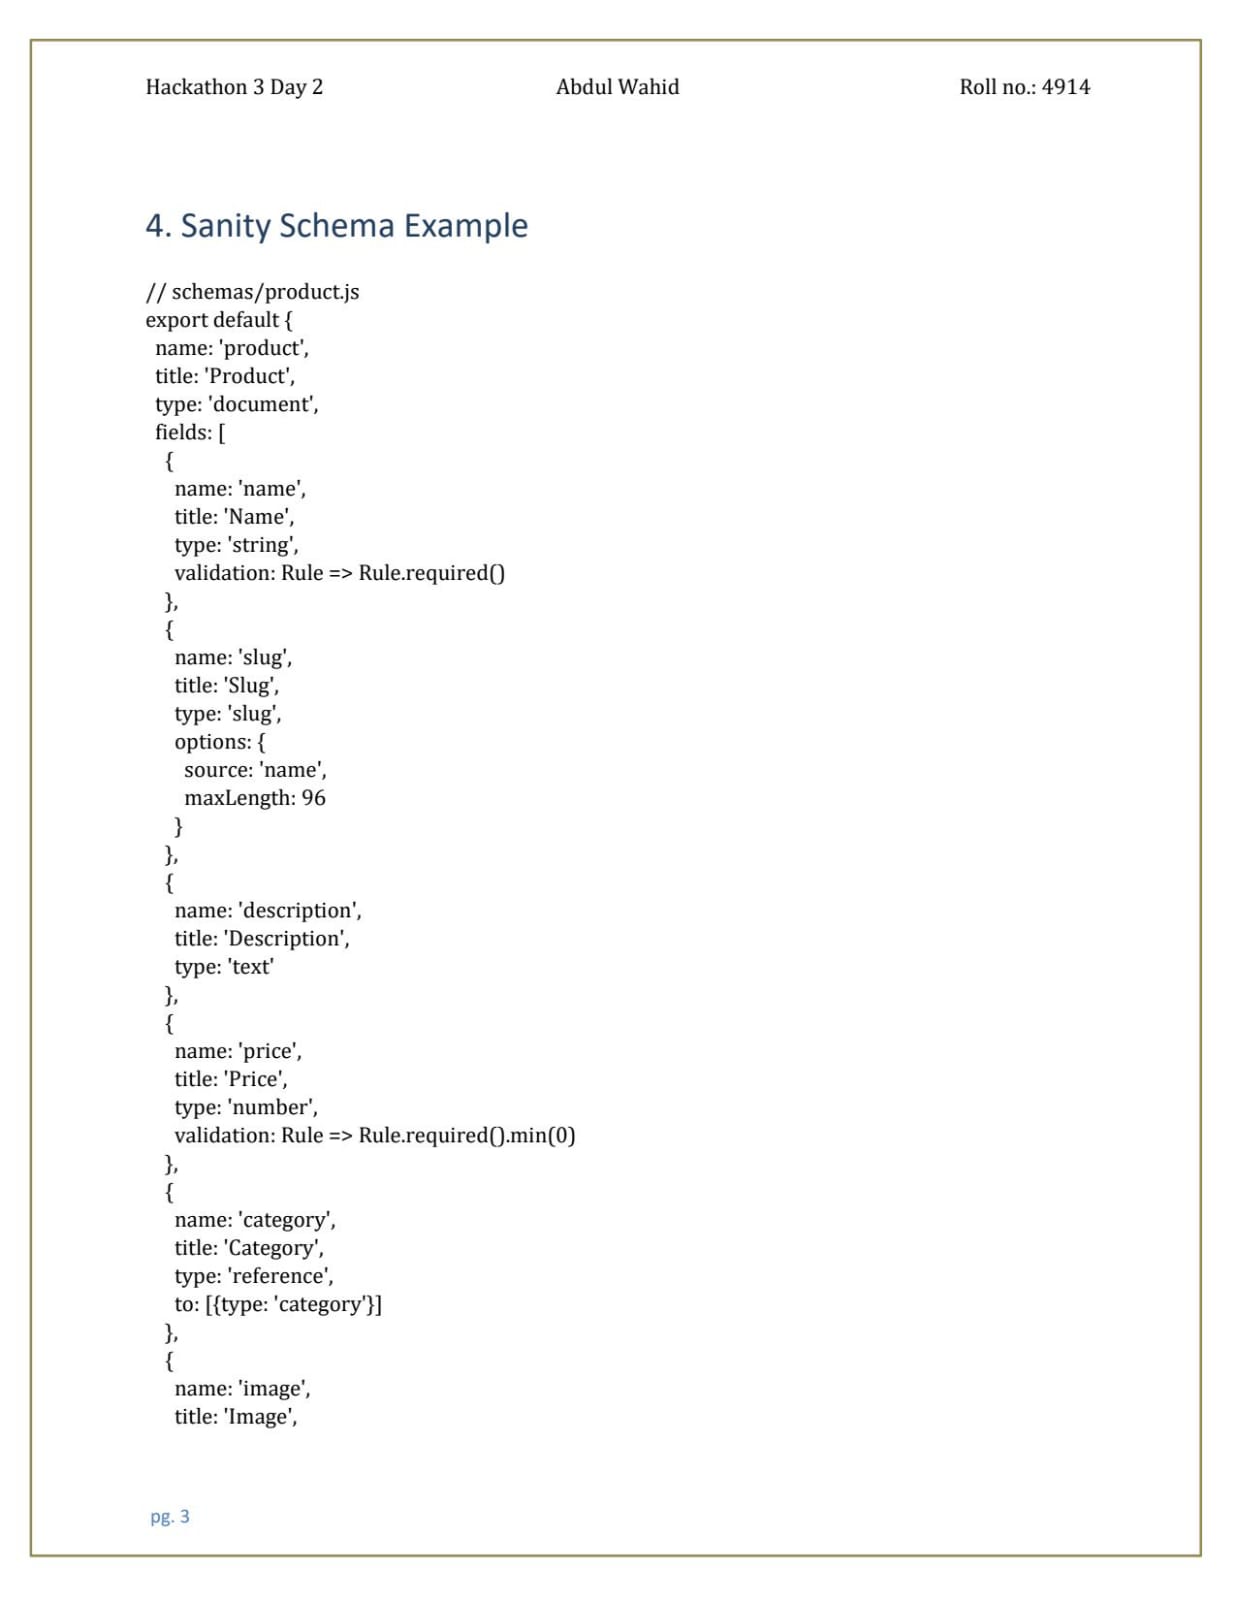 Hackathon 3 Day 2 Abdul Wahid Roll no.: 4914
4. Sanity Schema Example
// schemas/product.js
export default {
name: 'product',
title: 'Product',
type: 'document',
fields: [
{
name: 'name',
title: 'Name',
type: 'string',
validation: Rule => Rule.required()
},
{
name: 'slug',
title: 'Slug',
type: 'slug',
options: {
source: 'name',
maxLength: 96
}
},
{
name: 'description',
title: 'Description',
type: 'text'
},
{
name: 'price',
title: 'Price',
type: 'number',
validation: Rule => Rule.required().min(0)
},
{
name: 'category',
title: 'Category',
type: 'reference',
to: [{type: 'category'}]
},
{
name: 'image',
title: 'Image',
pg. 3